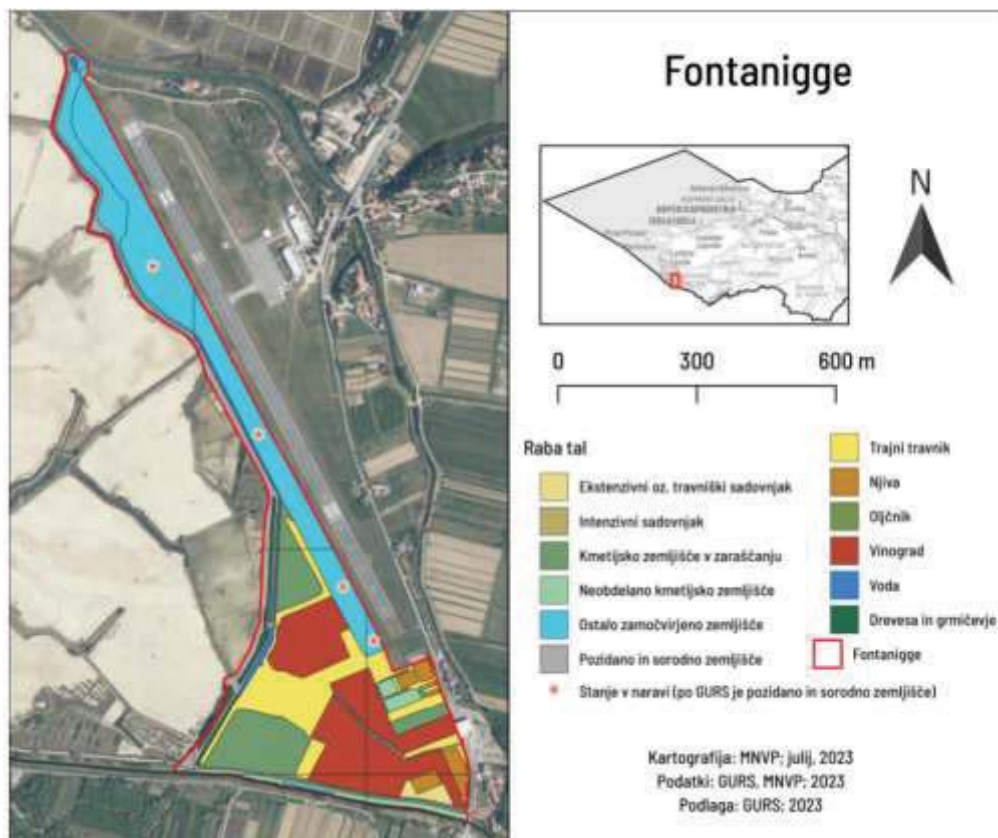 Fontanigge
N
0 300 600 m
Raba tal
Ekstenzivni oz. travniški sadovnjak
Intenzivni sadovnjak
Kmetijsko zemljišče v zaraščanju
Neobdelano kmetijsko zemljišče
Ostalo zamočvirjeno zemljišče
Pozidano in sorodno zemljišče
Stanje v naravi (po GURS je pozidano in sorodno zemljišče)
Trajni travnik
Njiva
Oljčnik
Vinograd
Voda
Drevesa in grmičevje
Fontanigge
Kartografija: MNVP; julij, 2023
Podatki: GURS, MNVP; 2023
Podlaga: GURS; 2023